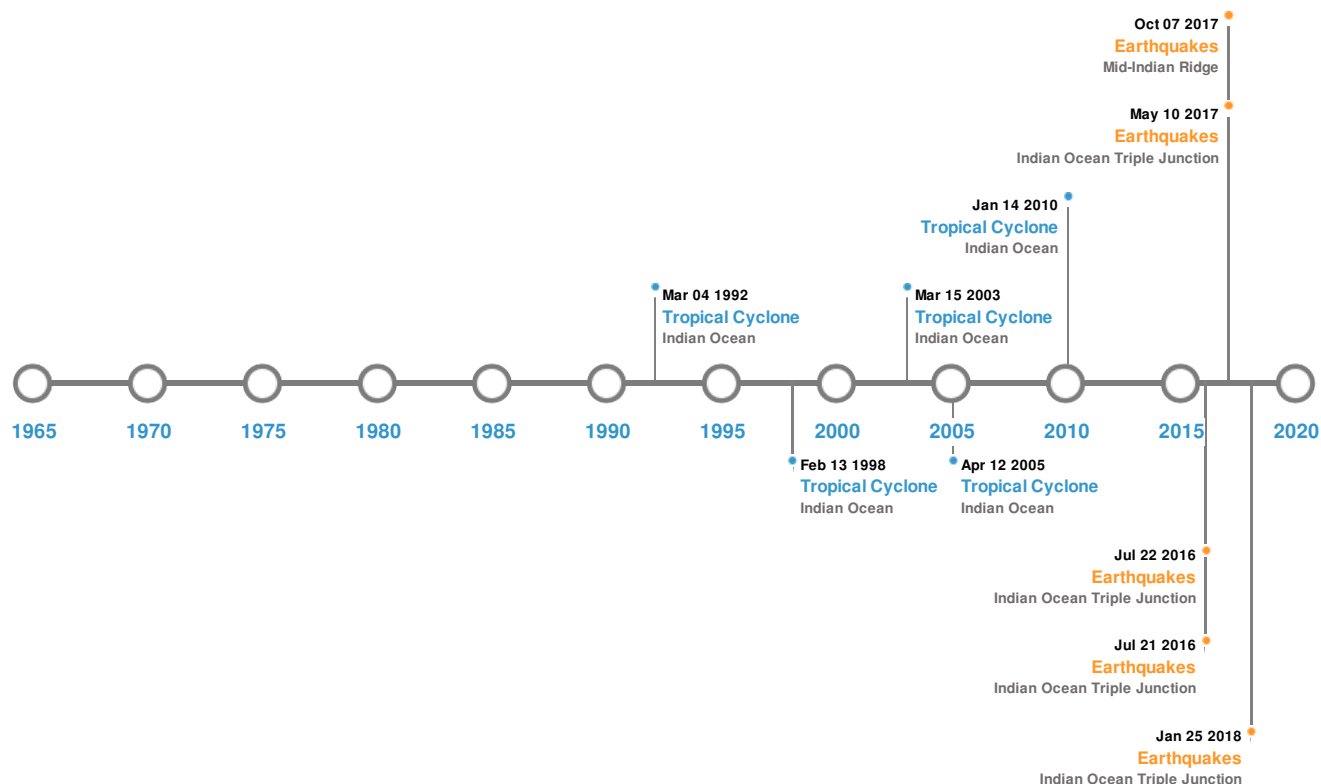 Oct 07 2017
Earthquakes
Mid-Indian Ridge
May 10 2017
Earthquakes
Indian Ocean Triple Junction
Jan 14 2010
Tropical Cyclone
Indian Ocean
Mar 04 1992
Tropical Cyclone
Indian Ocean
Mar 15 2003
Tropical Cyclone
Indian Ocean
1965
1970
1975
1980
1985
1990
1995
2000
2005
2010
2015
2020
Feb 13 1998
Tropical Cyclone
Indian Ocean
Apr 12 2005
Tropical Cyclone
Indian Ocean
Jul 22 2016
Earthquakes
Indian Ocean Triple Junction
Jul 21 2016
Earthquakes
Indian Ocean Triple Junction
Jan 25 2018
Earthquakes
Indian Ocean Triple Junction